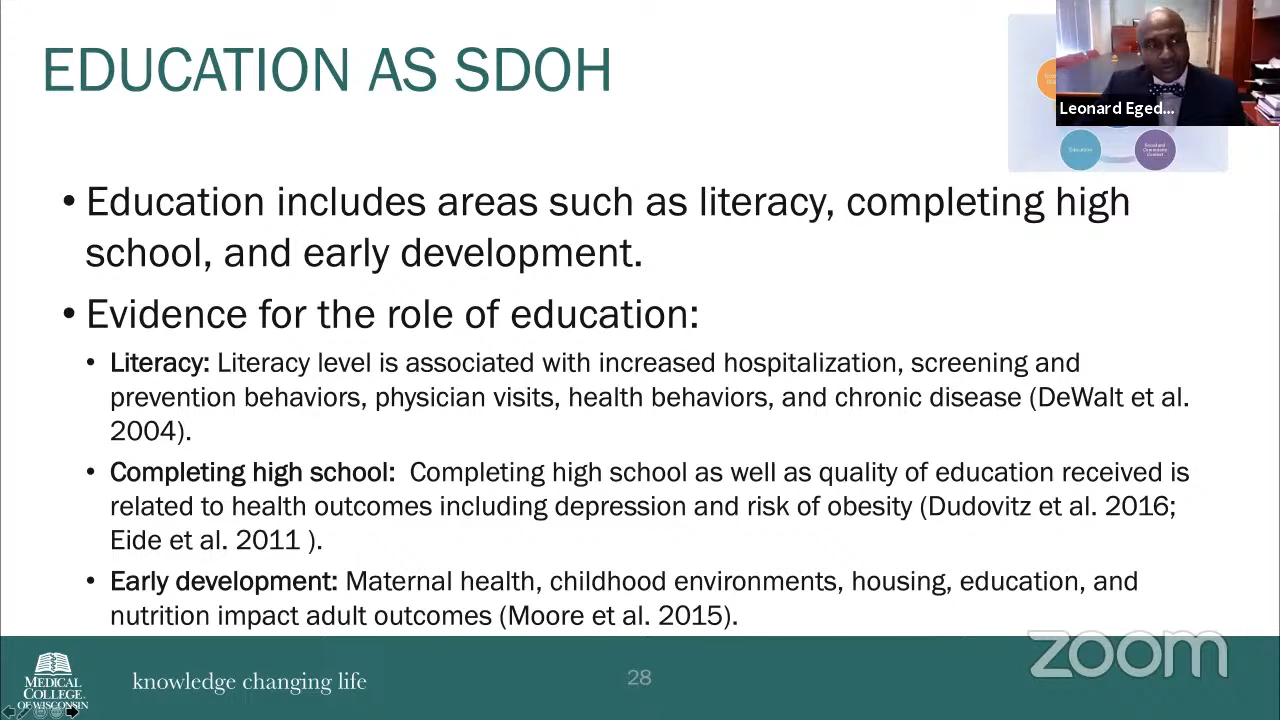 EDUCATION AS SDOH
Leonard Eged...
Education
Social and
Community
Context
• Education includes areas such as literacy, completing high
school, and early development.
• Evidence for the role of education:
• Literacy: Literacy level is associated with increased hospitalization, screening and
prevention behaviors, physician visits, health behaviors, and chronic disease (DeWalt et al.
2004).
• Completing high school:  Completing high school as well as quality of education received is
related to health outcomes including depression and risk of obesity (Dudovitz et al. 2016;
Eide et al. 2011 ).
• Early development: Maternal health, childhood environments, housing, education, and
nutrition impact adult outcomes (Moore et al. 2015).
zoom
MEDICAL
COLLEGE
OF WISCONSIN
knowledge changing life
28